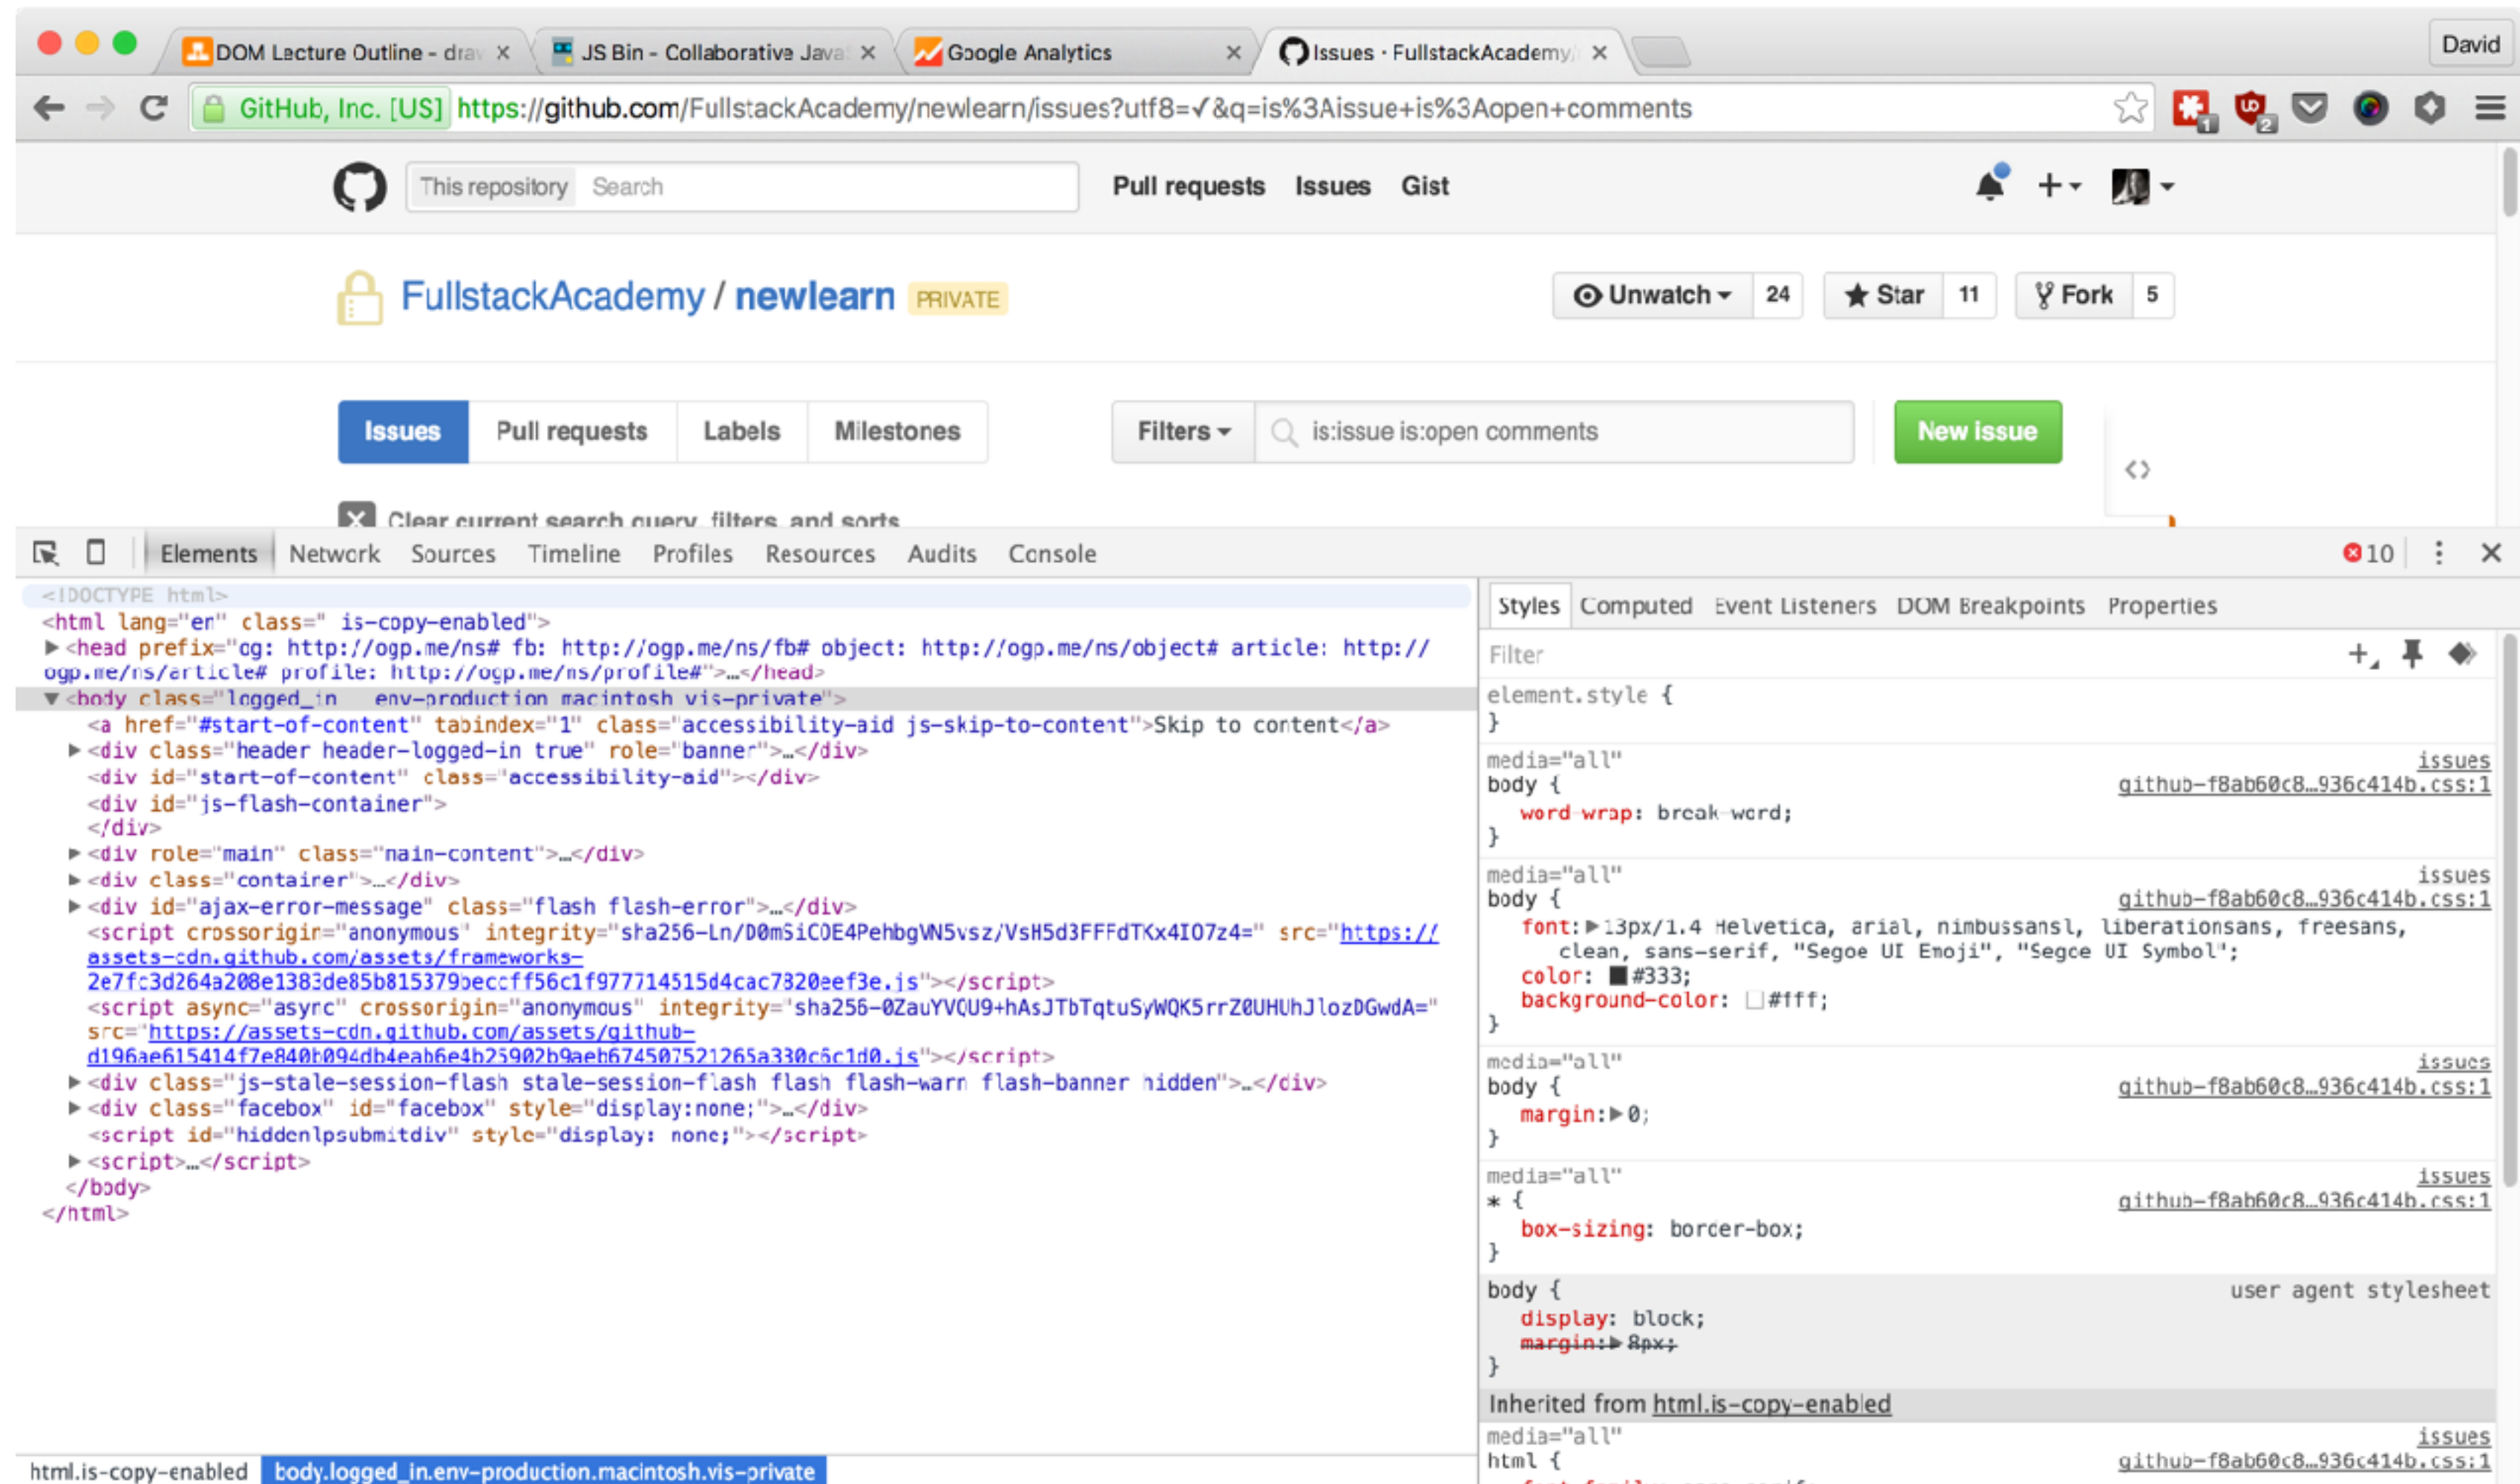 DOM Lecture Outline - dra
JS Bin - Collaborative Java
Google Analytics
Issues · FullstackAcademy/
David
GitHub, Inc. [US] https://github.com/FullstackAcademy/newlearn/issues?utf8=✓&q=is%3Aissue+is%3Aopen+comments
1
2
This repository Search
Pull requests Issues Gist
FullstackAcademy / newlearn PRIVATE
Unwatch 24
Star 11
Fork 5
Issues Pull requests Labels Milestones
Filters is:issue is:open comments
New issue
Clear current search query, filters, and sorts
Elements Network Sources Timeline Profiles Resources Audits Console
10
<!DOCTYPE html>
<html lang="en" class=" is-copy-enabled">
<head prefix="og: http://ogp.me/ns# fb: http://ogp.me/ns/fb# object: http://ogp.me/ns/object# article: http://
ogp.me/ns/article# profile: http://ogp.me/ns/profile#">…</head>
<body class="logged_in env-production macintosh vis-private">
<a href="#start-of-content" tabindex="1" class="accessibility-aid js-skip-to-content">Skip to content</a>
<div class="header header-logged-in true" role="banner">…</div>
<div id="start-of-content" class="accessibility-aid"></div>
<div id="js-flash-container">
</div>
<div role="main" class="main-content">…</div>
<div class="container">…</div>
<div id="ajax-error-message" class="flash flash-error">…</div>
<script crossorigin="anonymous" src="https://
assets-cdn.github.com/assets/frameworks-
2e7fc3d264a208e1383de85b815379beccff56c1f977714515d4cac7820eef3e.js"></script>
<script async="async" crossorigin="anonymous"
src="https://assets-cdn.github.com/assets/github-
d196ae615414f7e840b094db4eab6e4b25902b9aeb674507521265a330c6c1d0.js"></script>
<div class="js-stale-session-flash stale-session-flash flash flash-warn flash-banner hidden">…</div>
<div class="facebox" id="facebox" style="display:none;">…</div>
<script id="hiddenlpsubmitdiv" style="display: none;"></script>
<script>…</script>
</body>
</html>
html.is-copy-enabled body.logged_in.env-production.macintosh.vis-private
Styles Computed Event Listeners DOM Breakpoints Properties
Filter
element.style {
}
media="all" issues
body { github-f8ab60c8…936c414b.css:1
word-wrap: break-word;
}
media="all" issues
body { github-f8ab60c8…936c414b.css:1
font: 13px/1.4 Helvetica, arial, nimbussansl, liberationsans, freesans,
clean, sans-serif, "Segoe UI Emoji", "Segoe UI Symbol";
color: #333;
background-color: #fff;
}
media="all" issues
body { github-f8ab60c8…936c414b.css:1
margin: 0;
}
media="all" issues
* { github-f8ab60c8…936c414b.css:1
box-sizing: border-box;
}
body { user agent stylesheet
display: block;
margin: 8px;
}
Inherited from html.is-copy-enabled
media="all" issues
html { github-f8ab60c8…936c414b.css:1